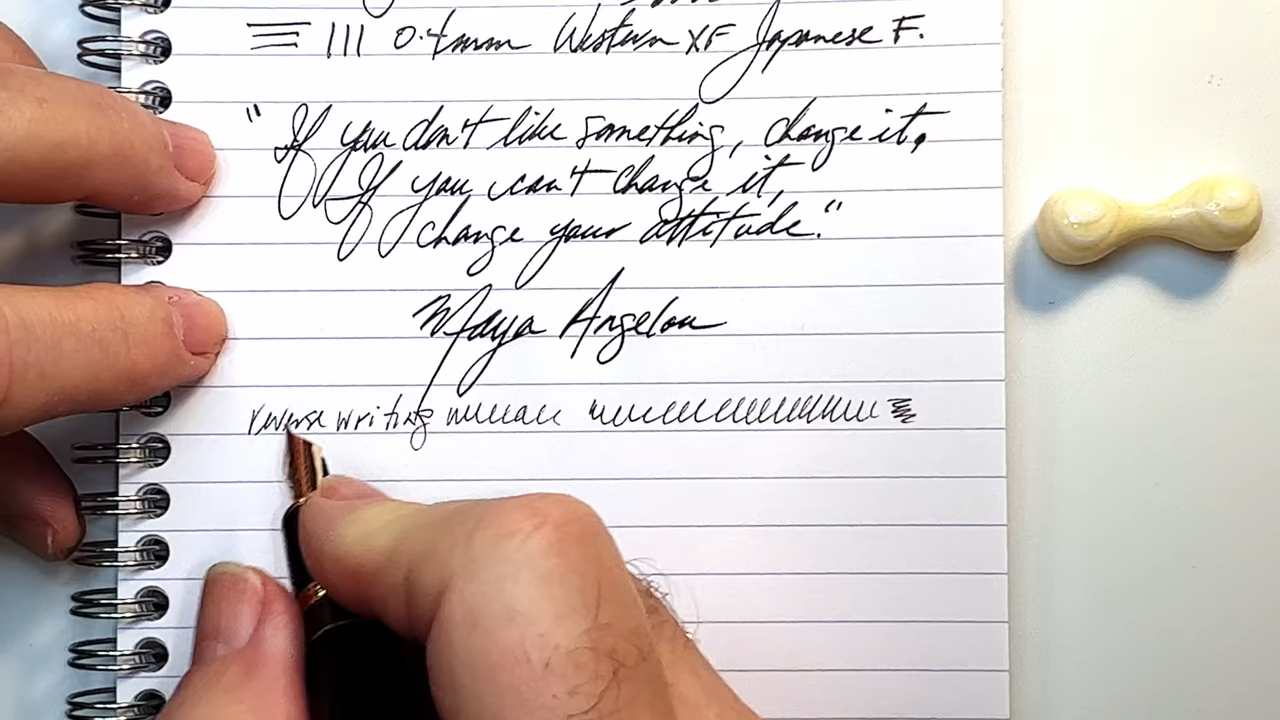 0.4mm Western XF Japanese F.
"If you don't like something, change it.
If you can't change it,
change your attitude."
Maya Angelou
reverse writing